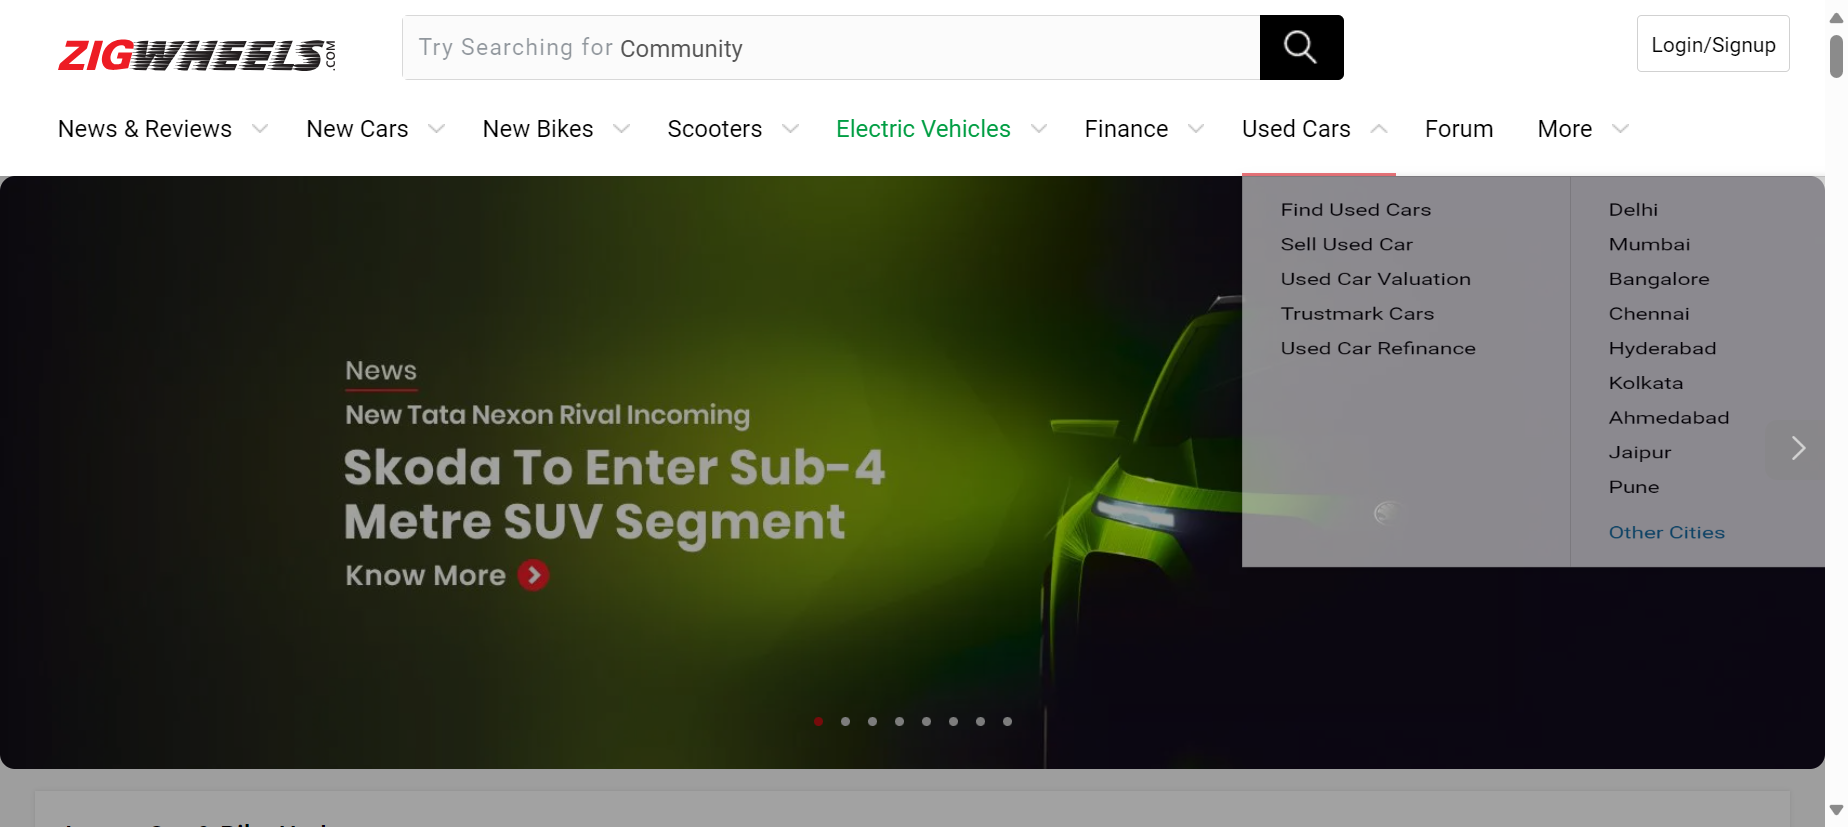 ZIGWHEELS.COM
Try Searching for Community
Login/Signup
News & Reviews
New Cars
New Bikes
Scooters
Electric Vehicles
Finance
Used Cars
Forum
More
Find Used Cars
Sell Used Car
Used Car Valuation
Trustmark Cars
Used Car Refinance
Delhi
Mumbai
Bangalore
Chennai
Hyderabad
Kolkata
Ahmedabad
Jaipur
Pune
Other Cities
News
New Tata Nexon Rival Incoming
Skoda To Enter Sub-4
Metre SUV Segment
Know More